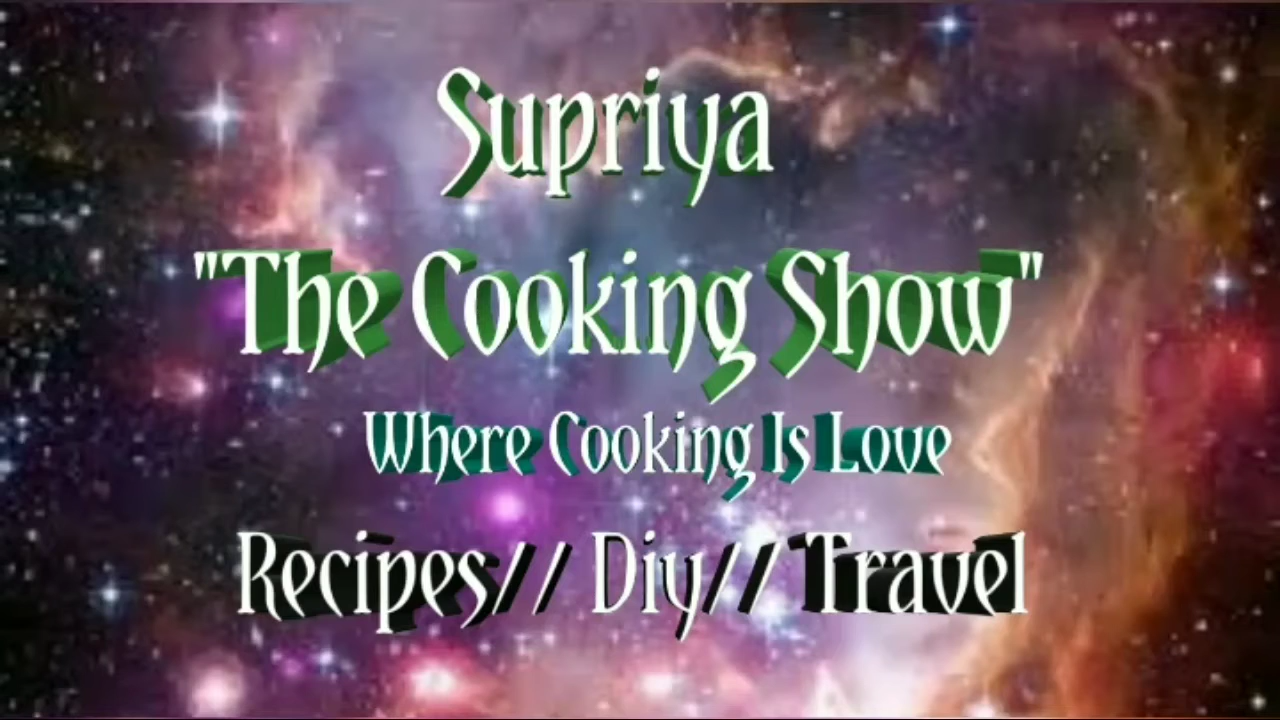 Supriya
"The Cooking Show"
Where Cooking Is Love
Recipes// Diy// Travel